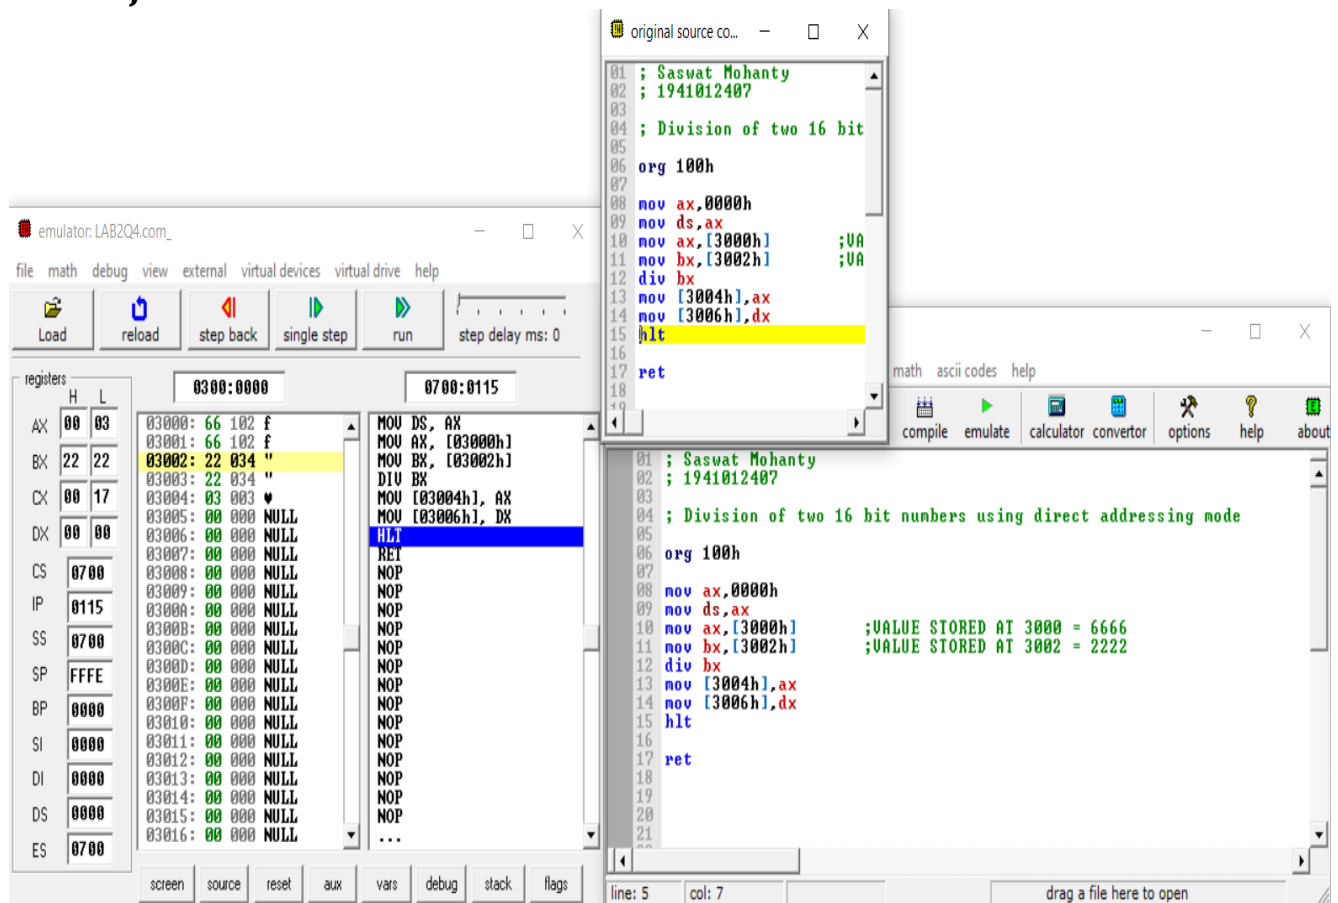 original source co...
01 ; Saswat Mohanty
02 ; 1941012407
03
04 ; Division of two 16 bit
05
06 org 100h
07
08 mov ax,0000h
09 mov ds,ax
10 mov ax,[3000h] ;VA
11 mov bx,[3002h] ;VA
12 div bx
13 mov [3004h],ax
14 mov [3006h],dx
15 hlt
16
17 ret
18
19
emulator: LAB2Q4.com_
file math debug view external virtual devices virtual drive help
Load reload step back single step run step delay ms: 0
registers
H L
AX 00 03
BX 22 22
CX 00 17
DX 00 00
CS 0700
IP 0115
SS 0700
SP FFFE
BP 0000
SI 0000
DI 0000
DS 0000
ES 0700
0300:0000
03000: 66 102 f
03001: 66 102 f
03002: 22 034 "
03003: 22 034 "
03004: 03 003 ♥
03005: 00 000 NULL
03006: 00 000 NULL
03007: 00 000 NULL
03008: 00 000 NULL
03009: 00 000 NULL
0300A: 00 000 NULL
0300B: 00 000 NULL
0300C: 00 000 NULL
0300D: 00 000 NULL
0300E: 00 000 NULL
0300F: 00 000 NULL
03010: 00 000 NULL
03011: 00 000 NULL
03012: 00 000 NULL
03013: 00 000 NULL
03014: 00 000 NULL
03015: 00 000 NULL
03016: 00 000 NULL
0700:0115
MOV DS, AX
MOV AX, [03000h]
MOV BX, [03002h]
DIV BX
MOV [03004h], AX
MOV [03006h], DX
HLT
RET
NOP
NOP
NOP
NOP
NOP
NOP
NOP
NOP
NOP
NOP
NOP
NOP
NOP
NOP
...
screen source reset aux vars debug stack flags
math ascii codes help
compile emulate calculator convertor options help about
01 ; Saswat Mohanty
02 ; 1941012407
03
04 ; Division of two 16 bit numbers using direct addressing mode
05
06 org 100h
07
08 mov ax,0000h
09 mov ds,ax
10 mov ax,[3000h] ;VALUE STORED AT 3000 = 6666
11 mov bx,[3002h] ;VALUE STORED AT 3002 = 2222
12 div bx
13 mov [3004h],ax
14 mov [3006h],dx
15 hlt
16
17 ret
18
19
20
21
line: 5 col: 7 drag a file here to open